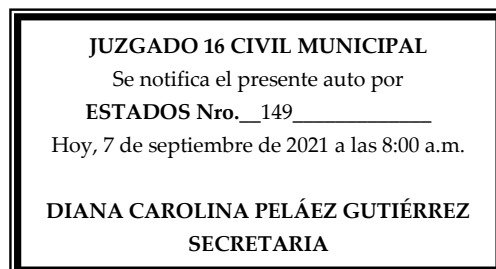 JUZGADO 16 CIVIL MUNICIPAL
Se notifica el presente auto por
ESTADOS Nro.__149_____________
Hoy, 7 de septiembre de 2021 a las 8:00 a.m.
DIANA CAROLINA PELÁEZ GUTIÉRREZ
SECRETARIA